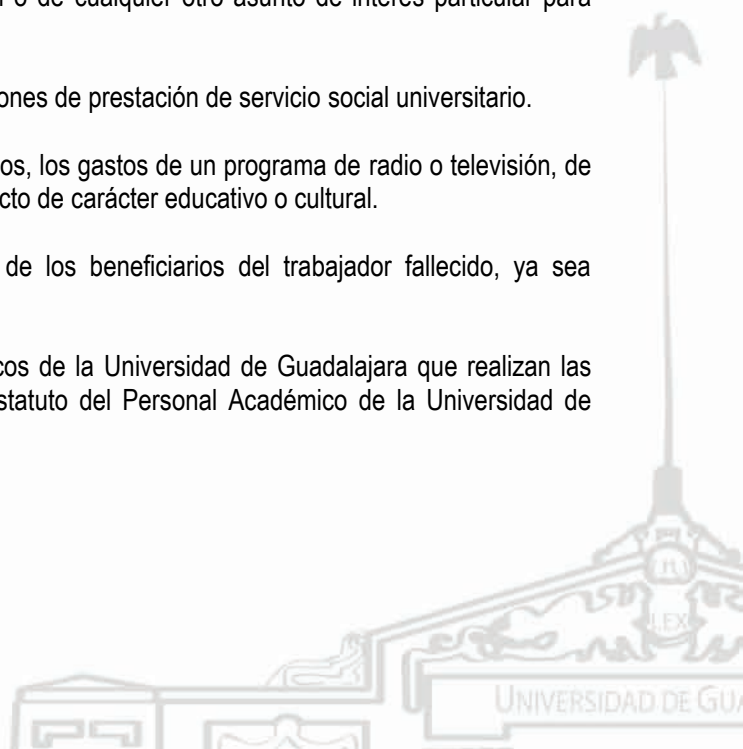 o de cualquier otro asunto de interés particular para
ones de prestación de servicio social universitario.
os, los gastos de un programa de radio o televisión, de
cto de carácter educativo o cultural.
de los beneficiarios del trabajador fallecido, ya sea
cos de la Universidad de Guadalajara que realizan las
statuto del Personal Académico de la Universidad de
LEX
UNIVERSIDAD DE GUA